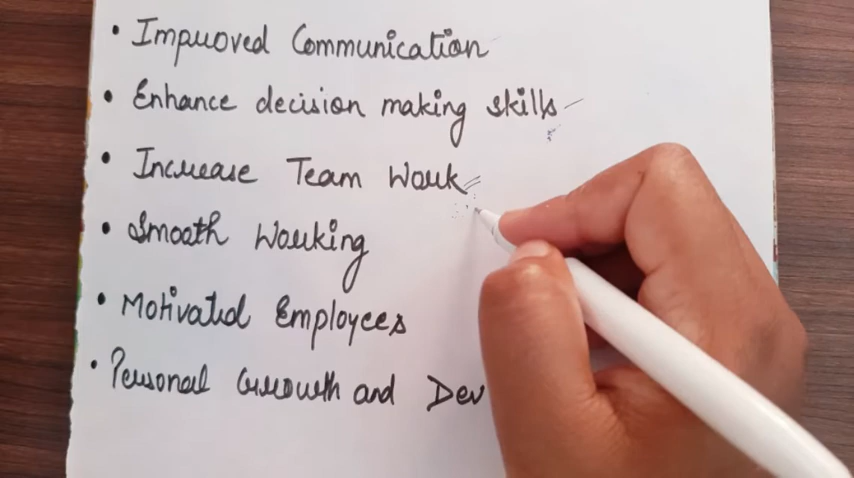 • Improved Communication
• Enhance decision making skills
• Increase Team Work
• Smooth Working
• Motivated Employees
• Personal Growth and Dev